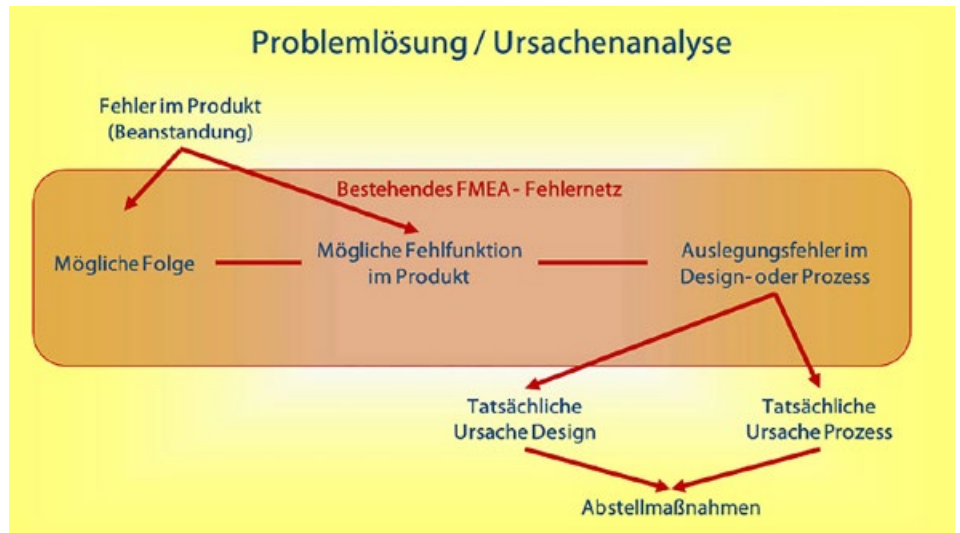 Problemlösung / Ursachenanalyse
Fehler im Produkt
(Beanstandung)
Bestehendes FMEA - Fehlernetz
Mögliche Folge
Mögliche Fehlfunktion
im Produkt
Auslegungsfehler im
Design- oder Prozess
Tatsächliche
Ursache Design
Tatsächliche
Ursache Prozess
Abstellmaßnahmen